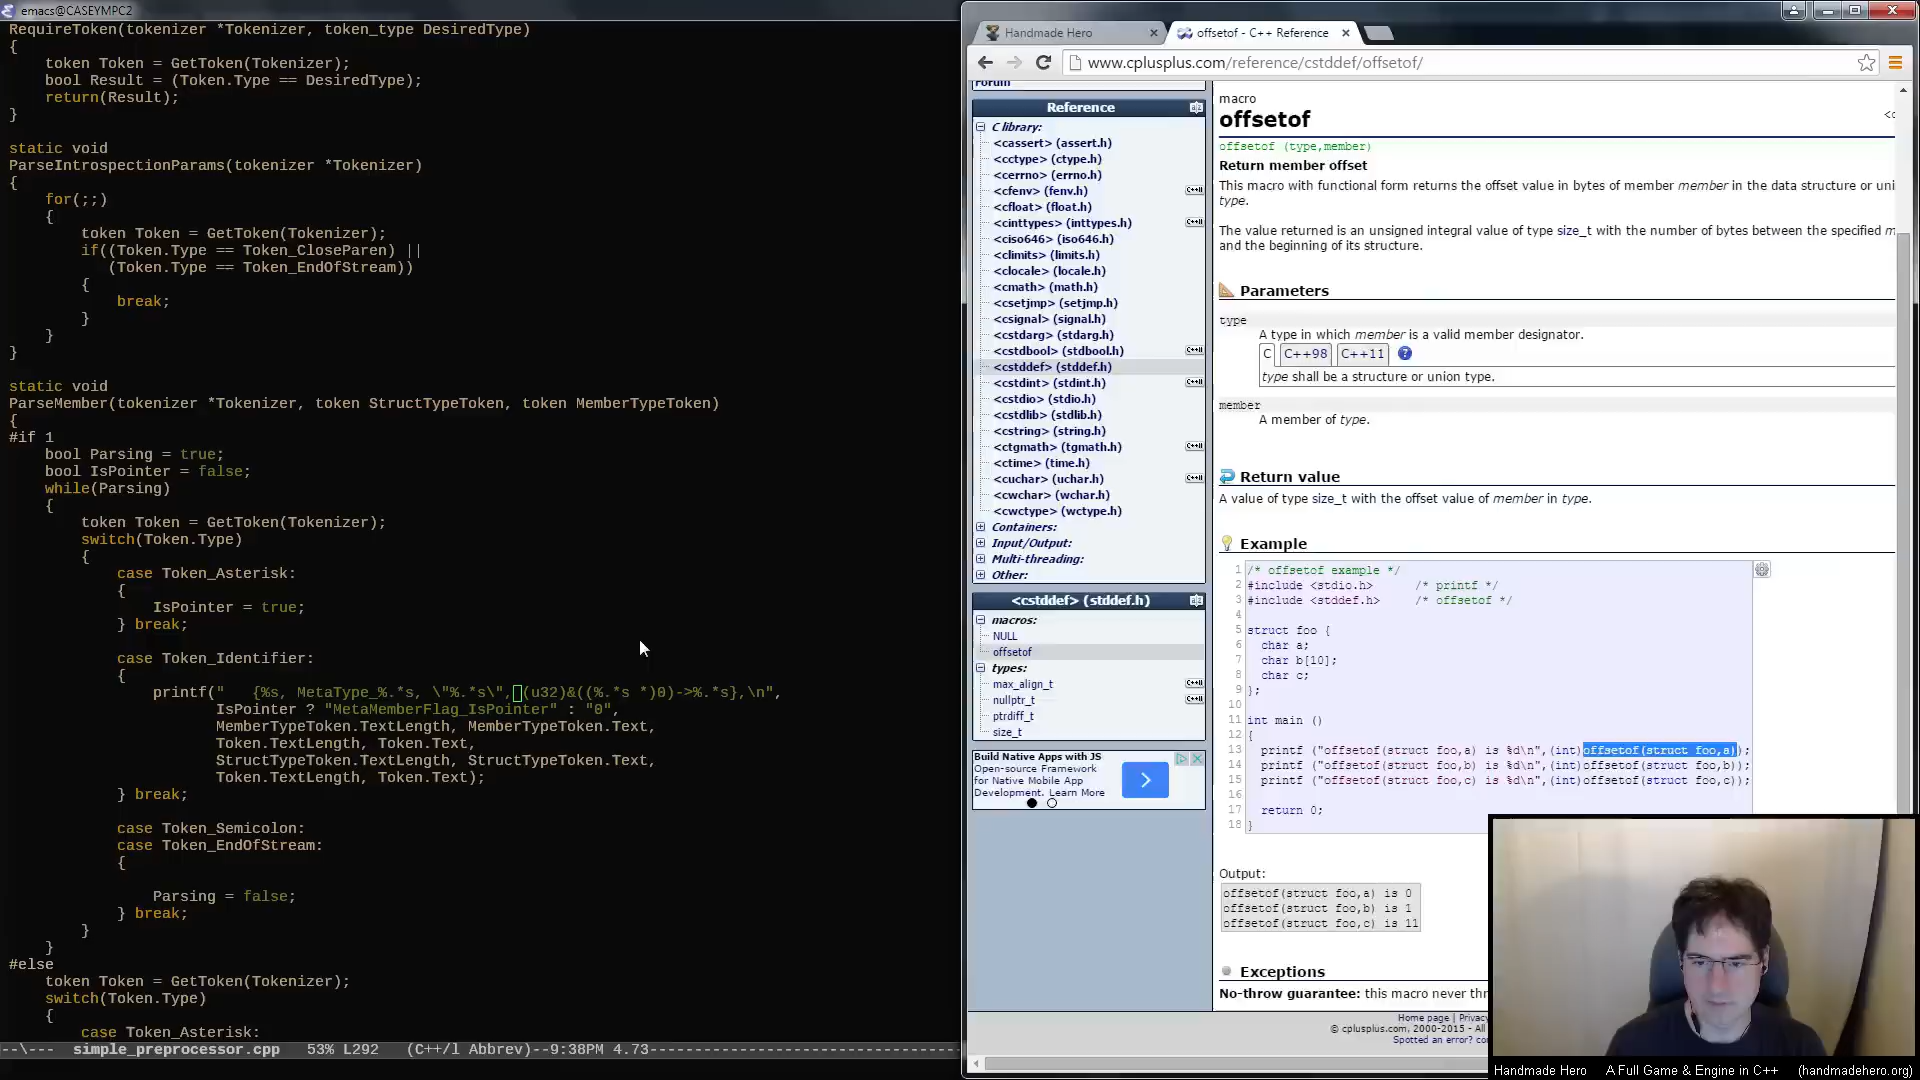 emacs@CASEYMPC2
RequireToken(tokenizer *Tokenizer, token_type DesiredType)
{
token Token = GetToken(Tokenizer);
bool Result = (Token.Type == DesiredType);
return(Result);
}
static void
ParseIntrospectionParams(tokenizer *Tokenizer)
{
for(;;)
{
token Token = GetToken(Tokenizer);
if((Token.Type == Token_CloseParen) ||
(Token.Type == Token_EndOfStream))
{
break;
}
}
}
static void
ParseMember(tokenizer *Tokenizer, token StructTypeToken, token MemberTypeToken)
{
#if 1
bool Parsing = true;
bool IsPointer = false;
while(Parsing)
{
token Token = GetToken(Tokenizer);
switch(Token.Type)
{
case Token_Asterisk:
{
IsPointer = true;
} break;
case Token_Identifier:
{
printf("   {%s, MetaType_%.*s, \"%.*s\", (u32)&((%.*s *)0)->%.*s},\n",
IsPointer ? "MetaMemberFlag_IsPointer" : "0",
MemberTypeToken.TextLength, MemberTypeToken.Text,
Token.TextLength, Token.Text,
StructTypeToken.TextLength, StructTypeToken.Text,
Token.TextLength, Token.Text);
} break;
case Token_Semicolon:
case Token_EndOfStream:
{
Parsing = false;
} break;
}
}
#else
token Token = GetToken(Tokenizer);
switch(Token.Type)
{
case Token_Asterisk:
--\---  simple_preprocessor.cpp   53% L292   (C++/l Abbrev)--9:38PM 4.73
Handmade Hero
offsetof - C++ Reference
www.cplusplus.com/reference/cstddef/offsetof/
Forum
Reference
C library:
<cassert> (assert.h)
<cctype> (ctype.h)
<cerrno> (errno.h)
<cfenv> (fenv.h)
<cfloat> (float.h)
<cinttypes> (inttypes.h)
<ciso646> (iso646.h)
<climits> (limits.h)
<clocale> (locale.h)
<cmath> (math.h)
<csetjmp> (setjmp.h)
<csignal> (signal.h)
<cstdarg> (stdarg.h)
<cstdbool> (stdbool.h)
<cstddef> (stddef.h)
<cstdint> (stdint.h)
<cstdio> (stdio.h)
<cstdlib> (stdlib.h)
<cstring> (string.h)
<ctgmath> (tgmath.h)
<ctime> (time.h)
<cuchar> (uchar.h)
<cwchar> (wchar.h)
<cwctype> (wctype.h)
Containers:
Input/Output:
Multi-threading:
Other:
<cstddef> (stddef.h)
macros:
NULL
offsetof
types:
max_align_t
nullptr_t
ptrdiff_t
size_t
Build Native Apps with JS
Open-source Framework
for Native Mobile App
Development. Learn More
macro
offsetof
offsetof (type,member)
Return member offset
This macro with functional form returns the offset value in bytes of member member in the data structure or uni
type.
The value returned is an unsigned integral value of type size_t with the number of bytes between the specified m
and the beginning of its structure.
Parameters
type
A type in which member is a valid member designator.
C C++98 C++11
type shall be a structure or union type.
member
A member of type.
Return value
A value of type size_t with the offset value of member in type.
Example
1 /* offsetof example */
2 #include <stdio.h>      /* printf */
3 #include <stddef.h>     /* offsetof */
4
5 struct foo {
6 char a;
7 char b[10];
8 char c;
9 };
10
11 int main ()
12 {
13 printf ("offsetof(struct foo,a) is %d\n",(int)offsetof(struct foo,a));
14 printf ("offsetof(struct foo,b) is %d\n",(int)offsetof(struct foo,b));
15 printf ("offsetof(struct foo,c) is %d\n",(int)offsetof(struct foo,c));
16
17 return 0;
18 }
Output:
offsetof(struct foo,a) is 0
offsetof(struct foo,b) is 1
offsetof(struct foo,c) is 11
Exceptions
No-throw guarantee: this macro never thr
Home page | Privacy
© cplusplus.com, 2000-2015 - All
Spotted an error? co
Handmade Hero   A Full Game & Engine in C++   (handmadehero.org)